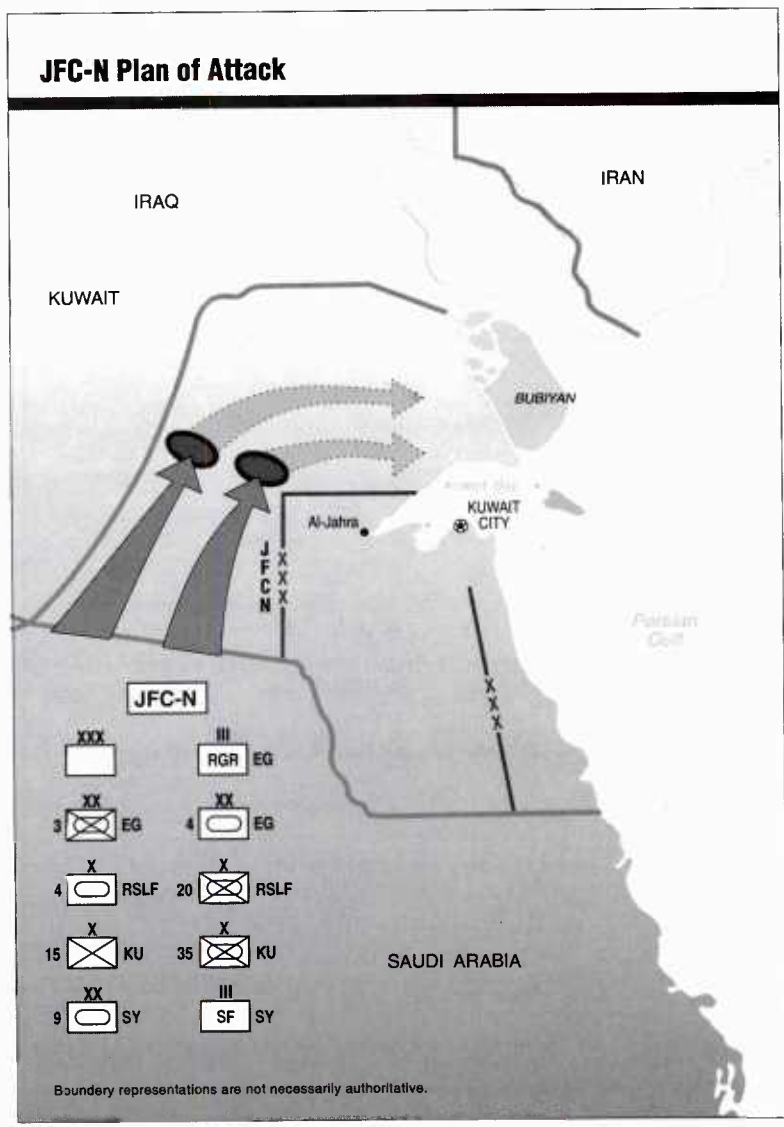 JFC-N Plan of Attack
IRAQ
IRAN
KUWAIT
BUBIYAN
KUWAIT
CITY
Al-Jahra
JFCN
XXX
Persian
Gulf
XXX
JFC-N
XXX
III
RGR EG
XX
3 EG
XX
4 EG
X
4 RSLF
X
20 RSLF
X
15 KU
X
35 KU
XX
9 SY
III
SF SY
SAUDI ARABIA
Boundery representations are not necessarily authoritative.